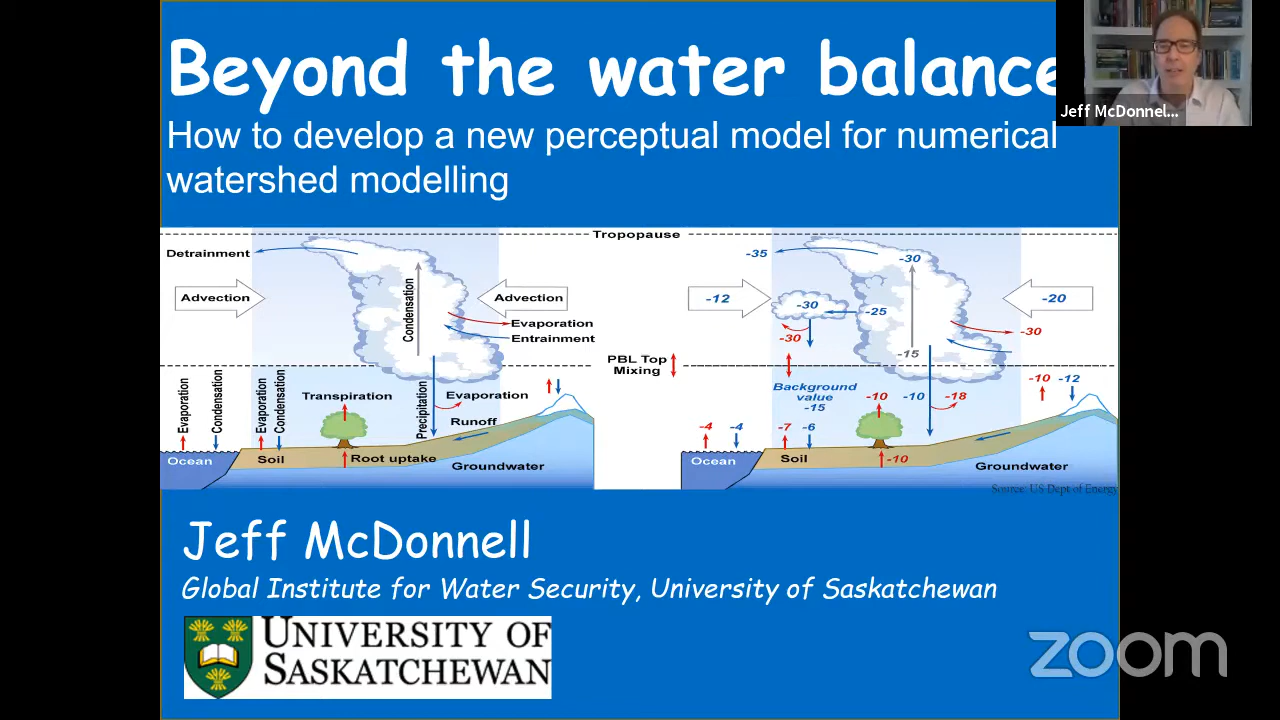 Beyond the water balance
Jeff McDonnel...
How to develop a new perceptual model for numerical
watershed modelling
Tropopause
Detrainment
Advection
Condensation
Advection
Evaporation
Entrainment
PBL Top
Mixing
Evaporation
Condensation
Evaporation
Condensation
Transpiration
Precipitation
Evaporation
Runoff
Ocean
Soil
Root uptake
Groundwater
-35
-30
-12
-20
-30
-25
-30
-30
-15
Background
value
-15
-10
-10
-18
-10
-12
-4
-4
-7
-6
Ocean
Soil
-10
Groundwater
Source: US Dept of Energy
Jeff McDonnell
Global Institute for Water Security, University of Saskatchewan
UNIVERSITY OF
SASKATCHEWAN
zoom